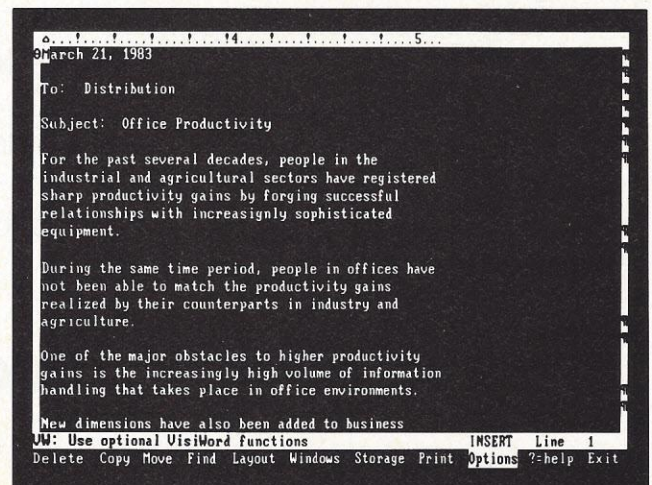 4 5
March 21, 1983
To: Distribution
Subject: Office Productivity
For the past several decades, people in the
industrial and agricultural sectors have registered
sharp productivity gains by forging successful
relationships with increasignly sophisticated
equipment.
During the same time period, people in offices have
not been able to match the productivity gains
realized by their counterparts in industry and
agriculture.
One of the major obstacles to higher productivity
gains is the increasingly high volume of information
handling that takes place in office environments.
New dimensions have also been added to business
VW: Use optional VisiWord functions INSERT Line 1
Delete Copy Move Find Layout Windows Storage Print Options ?=help Exit